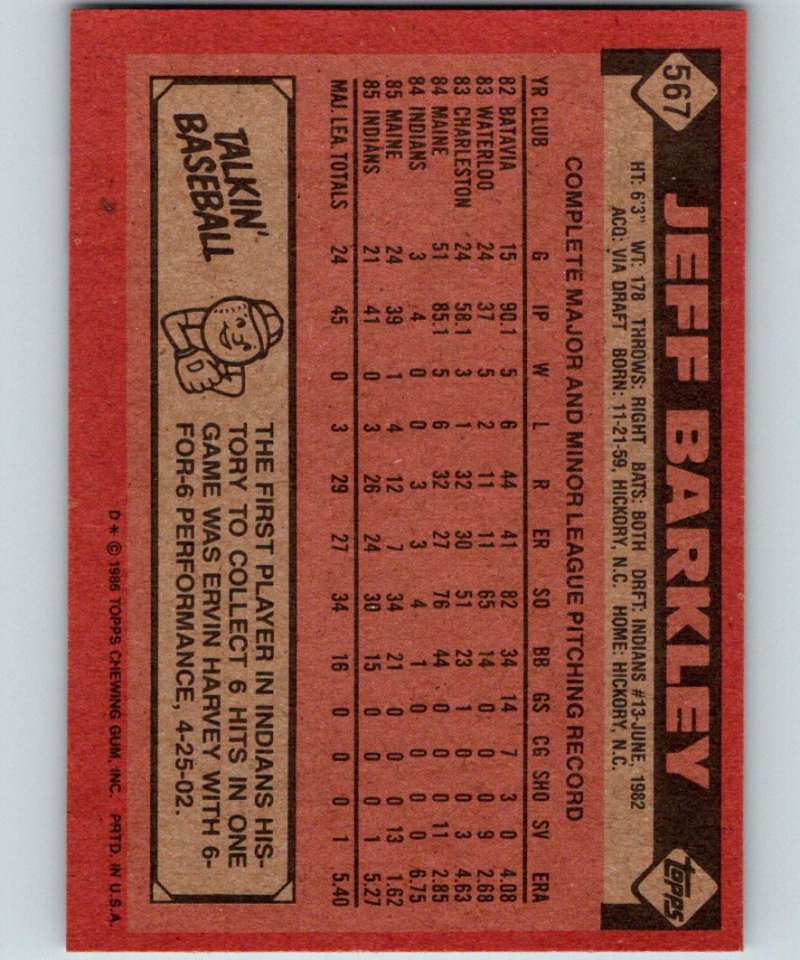 567
JEFF BARKLEY
topps
HT: 6'3" WT: 178 THROWS: RIGHT BATS: BOTH DRFT: INDIANS #13-JUNE, 1982
ACQ: VIA DRAFT BORN: 11-21-59, HICKORY, N.C. HOME: HICKORY, N.C.
COMPLETE MAJOR AND MINOR LEAGUE PITCHING RECORD
YR CLUB G IP W L R ER SO BB GS CG SHO SV ERA
82 BATAVIA 15 90.1 5 6 44 41 82 34 14 7 3 0 4.08
83 WATERLOO 24 37 5 2 11 11 65 14 0 0 0 9 2.68
83 CHARLESTON 24 58.1 3 1 32 30 51 23 1 0 0 3 4.63
84 MAINE 51 85.1 5 6 32 27 76 44 0 0 0 11 2.85
84 INDIANS 3 4 0 0 3 3 4 1 0 0 0 0 6.75
85 MAINE 24 39 1 4 12 7 34 21 0 0 0 13 1.62
85 INDIANS 21 41 0 3 26 24 30 15 0 0 0 1 5.27
MAJ. LEA. TOTALS 24 45 0 3 29 27 34 16 0 0 0 1 5.40
TALKIN'
BASEBALL
THE FIRST PLAYER IN INDIANS HIS-
TORY TO COLLECT 6 HITS IN ONE
GAME WAS ERVIN HARVEY WITH 6-
FOR-6 PERFORMANCE, 4-25-02.
D * © 1986 TOPPS CHEWING GUM, INC. PRTD. IN U.S.A.